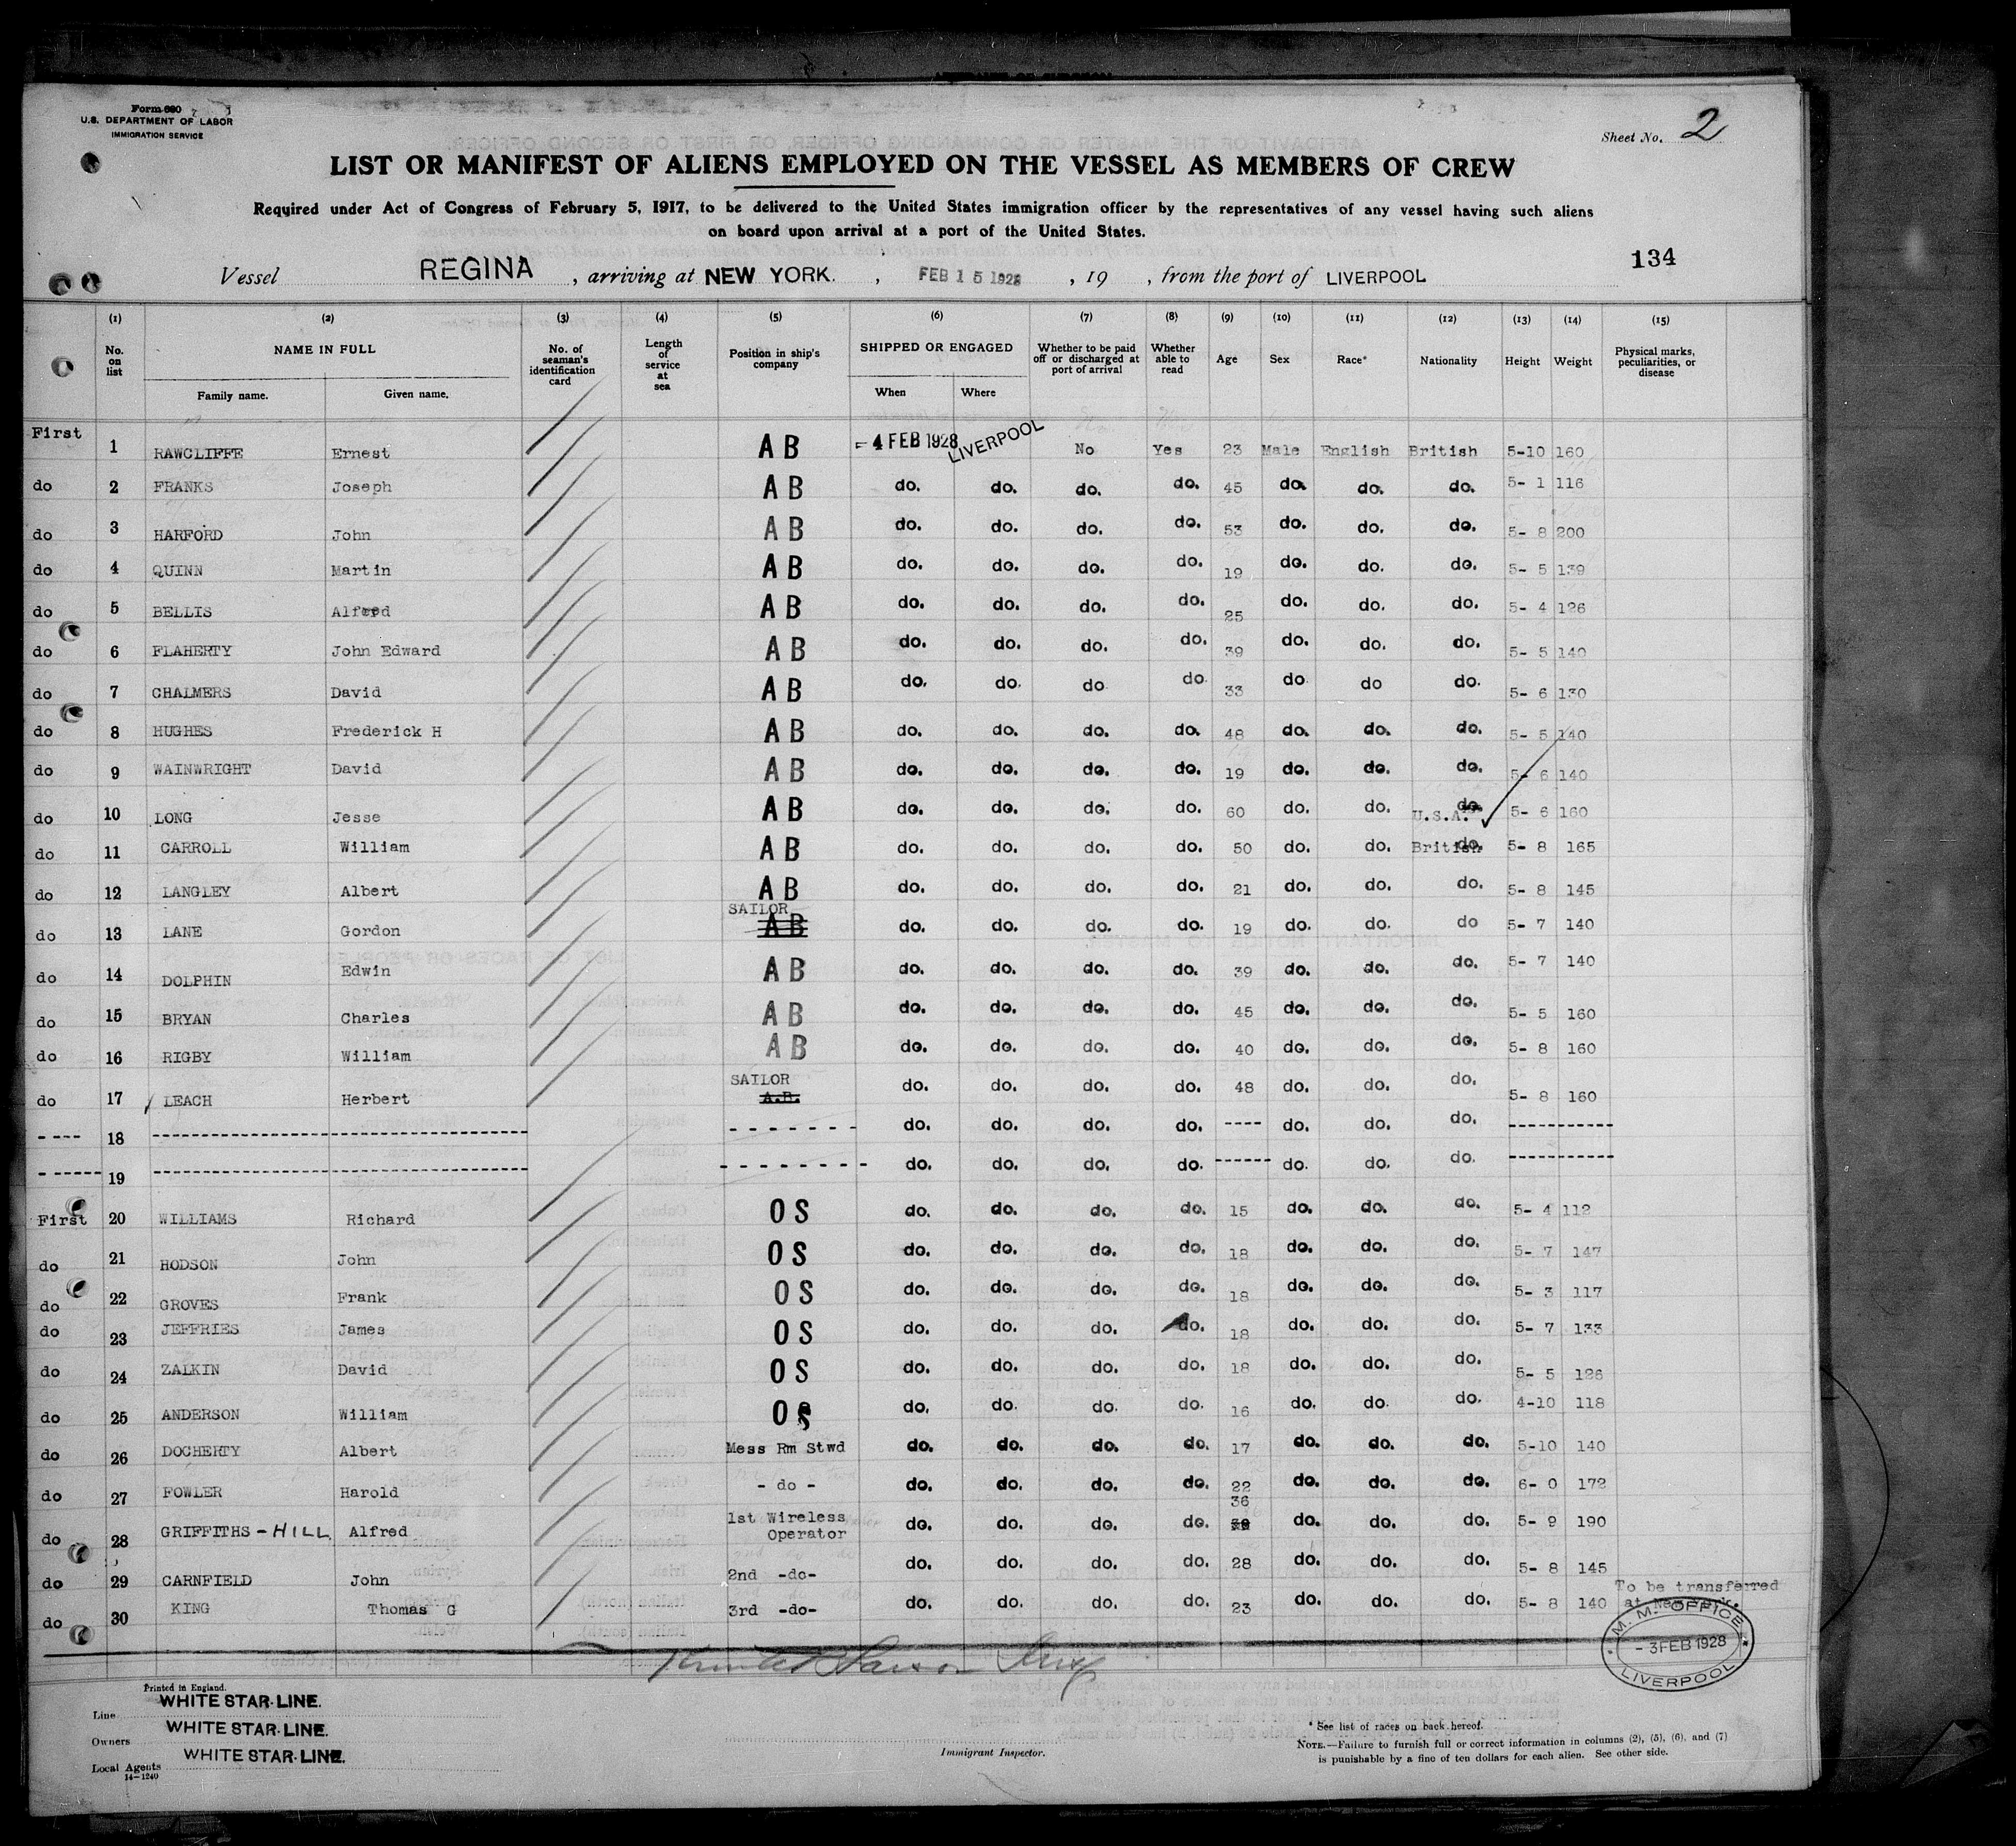 Form 680
U.S. DEPARTMENT OF LABOR
IMMIGRATION SERVICE
Sheet No. 2
LIST OR MANIFEST OF ALIENS EMPLOYED ON THE VESSEL AS MEMBERS OF CREW
Required under Act of Congress of February 5, 1917, to be delivered to the United States immigration officer by the representatives of any vessel having such aliens
on board upon arrival at a port of the United States.
134
Vessel REGINA, arriving at NEW YORK., FEB 15 1928, 19 , from the port of LIVERPOOL
(1) (2) (3) (4) (5) (6) (7) (8) (9) (10) (11) (12) (13) (14) (15)
No. on list NAME IN FULL No. of seaman's identification card Length of service at sea Position in ship's company SHIPPED OR ENGAGED Whether to be paid off or discharged at port of arrival Whether able to read Age Sex Race* Nationality Height Weight Physical marks, peculiarities, or disease
Family name. Given name. When Where
First 1 RAWCLIFFE Ernest A B - 4 FEB 1928 LIVERPOOL No Yes 23 Male English British 5-10 160
do 2 FRANKS Joseph A B do. do. do. do. 45 do. do. do. 5- 1 116
do 3 HARFORD John A B do. do. do. do. 53 do. do. do. 5- 8 200
do 4 QUINN Martin A B do. do. do. do. 19 do. do. do. 5- 5 139
do 5 BELLIS Alfred A B do. do. do. do. 25 do. do. do. 5- 4 126
do 6 FLAHERTY John Edward A B do. do. do. do. 39 do. do. do. 5- 5 140
do 7 CHALMERS David A B do. do. do do. 33 do do do. 5- 6 130
do 8 HUGHES Frederick H A B do. do. do. do. 48 do. do. do. 5- 5 140
do 9 WAINWRIGHT David A B do. do. do. do. 19 do. do. do. 5- 6 140
do 10 LONG Jesse A B do. do. do. do. 60 do. do. do. U.S.A. ✓ 5- 6 160
do 11 CARROLL William A B do. do. do. do. 50 do. do. British do. 5- 8 165
do 12 LANGLEY Albert A B do. do. do. do. 21 do. do. do. 5- 8 145
do 13 LANE Gordon SAILOR A B do. do. do. do. 19 do. do. do 5- 7 140
do 14 DOLPHIN Edwin A B do. do. do. do. 39 do. do. do. 5- 7 140
do 15 BRYAN Charles A B do. do. do. do. 45 do. do. do. 5- 5 160
do 16 RIGBY William A B do. do. do. do. 40 do. do. do. 5- 8 160
do 17 LEACH Herbert SAILOR A.B. do. do. do. do. 48 do. do. do. 5- 8 160
---- 18 ---- ---- do. do. do. do. ---- do. do. do. ----
---- 19 ---- ---- do. do. do. do. ---- do. do. do. ----
First 20 WILLIAMS Richard O S do. do. do. do. 15 do. do. do. 5- 4 112
do 21 HODSON John O S do. do. do. do. 18 do. do. do. 5- 7 147
do 22 GROVES Frank O S do. do. do. do. 18 do. do. do. 5- 3 117
do 23 JEFFRIES James O S do. do. do. do. 18 do. do. do. 5- 7 133
do 24 ZALKIN David O S do. do. do. do. 18 do. do. do. 5- 5 126
do 25 ANDERSON William O S do. do. do. do. 16 do. do. do. 4-10 118
do 26 DOCHERTY Albert Mess Rm Stwd do. do. do. do. 17 do. do. do. 5-10 140
do 27 FOWLER Harold - do - do. do. do. do. 22 do. do. do. 6- 0 172
do 28 GRIFFITHS - HILL Alfred 1st Wireless Operator do. do. do. do. 36 do. do. do. 5- 9 190
do 29 CARNFIELD John 2nd -do- do. do. do. do. 28 do. do. do. 5- 8 145
do 30 KING Thomas G 3rd -do- do. do. do. do. 23 do. do. do. 5- 8 140 To be transferred at New York.
M. M. OFFICE
- 3 FEB 1928
LIVERPOOL
Printed in England.
Line WHITE STAR LINE.
Owners WHITE STAR LINE.
Local Agents WHITE STAR LINE.
14-1240
Immigrant Inspector.
* See list of races on back hereof.
NOTE.—Failure to furnish full or correct information in columns (2), (5), (6), and (7)
is punishable by a fine of ten dollars for each alien. See other side.